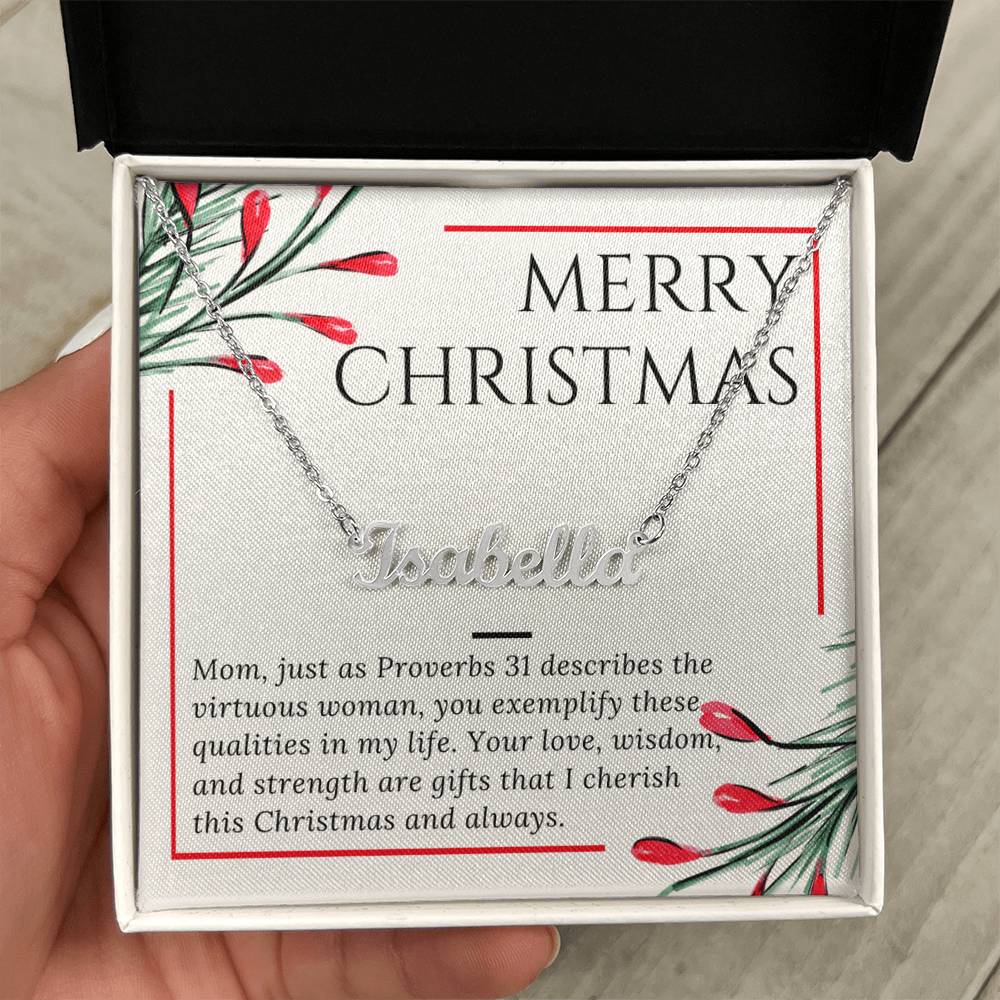 MERRY
CHRISTMAS
Isabella
Mom, just as Proverbs 31 describes the
virtuous woman, you exemplify these
qualities in my life. Your love, wisdom,
and strength are gifts that I cherish
this Christmas and always.